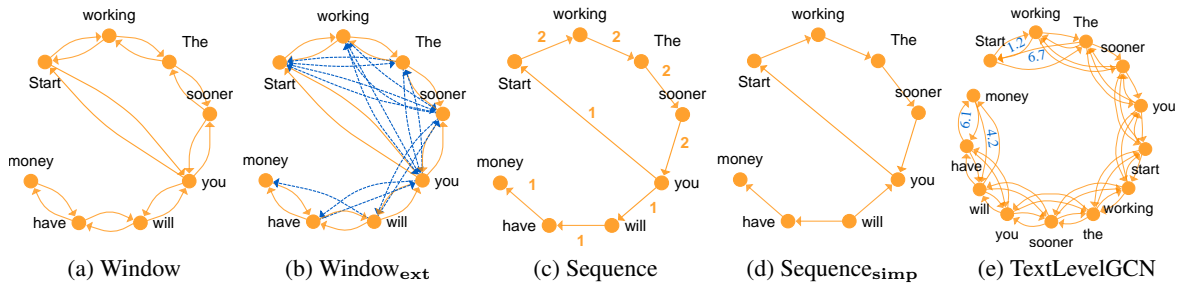 working
The
Start
sooner
money
you
have
will
(a) Window
working
The
Start
sooner
money
you
have
will
(b) Window_ext
working
2
2
The
Start
2
sooner
1
2
money
you
1
1
have
will
1
(c) Sequence
working
The
Start
sooner
money
you
have
will
(d) Sequence_simp
working
The
Start
1.2
sooner
6.7
money
you
1.9
4.2
start
have
working
will
the
you
sooner
(e) TextLevelGCN